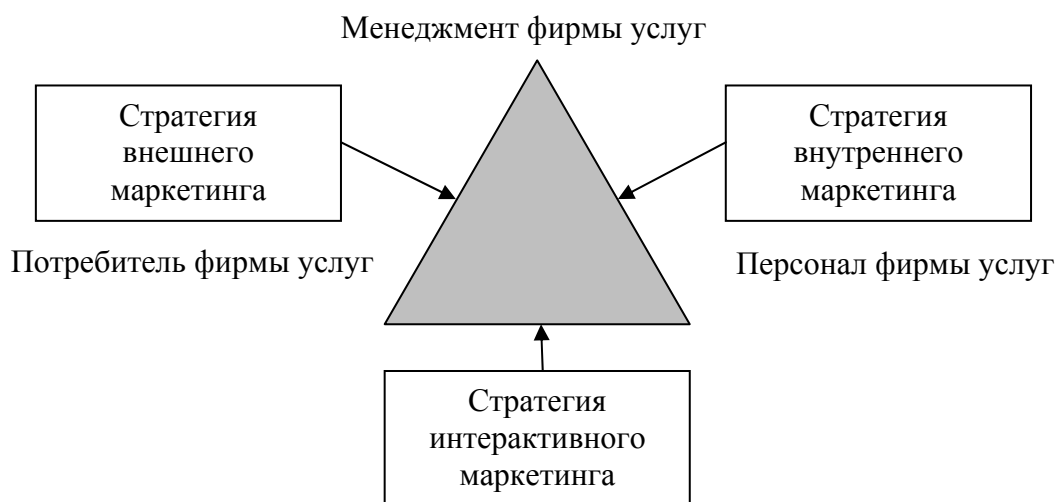 Менеджмент фирмы услуг
Стратегия
внешнего
маркетинга
Стратегия
внутреннего
маркетинга
Потребитель фирмы услуг
Персонал фирмы услуг
Стратегия
интерактивного
маркетинга